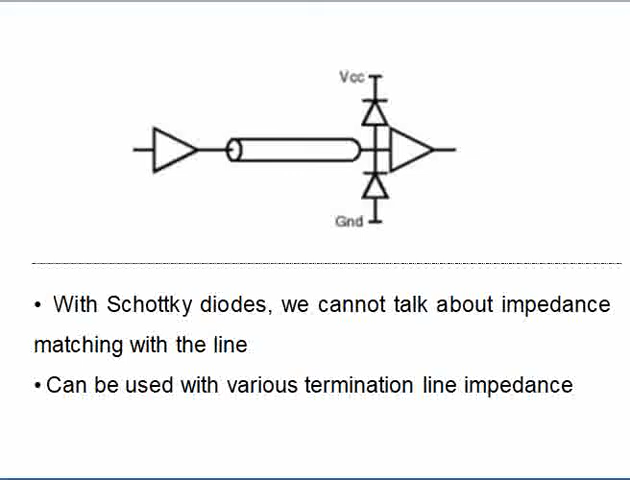 Vcc
Gnd
• With Schottky diodes, we cannot talk about impedance
matching with the line
• Can be used with various termination line impedance